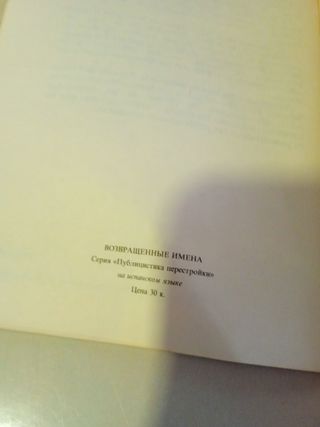 ВОЗВРАЩЕННЫЕ ИМЕНА
Серия «Публицистика перестройки»
на испанском языке
Цена 30 к.